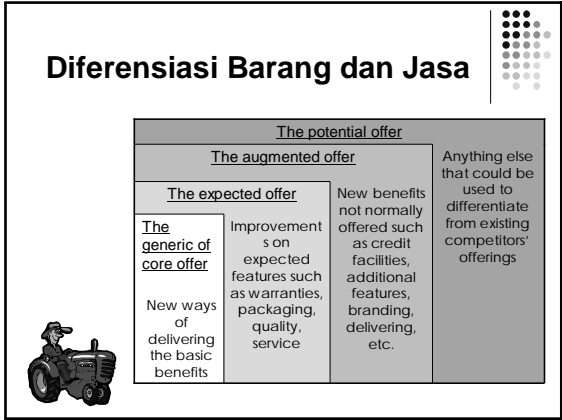 Diferensiasi Barang dan Jasa
The potential offer
The augmented offer
The expected offer
The
generic of
core offer
New ways
of
delivering
the basic
benefits
Improvement
s on
expected
features such
as warranties,
packaging,
quality,
service
New benefits
not normally
offered such
as credit
facilities,
additional
features,
branding,
delivering,
etc.
Anything else
that could be
used to
differentiate
from existing
competitors'
offerings